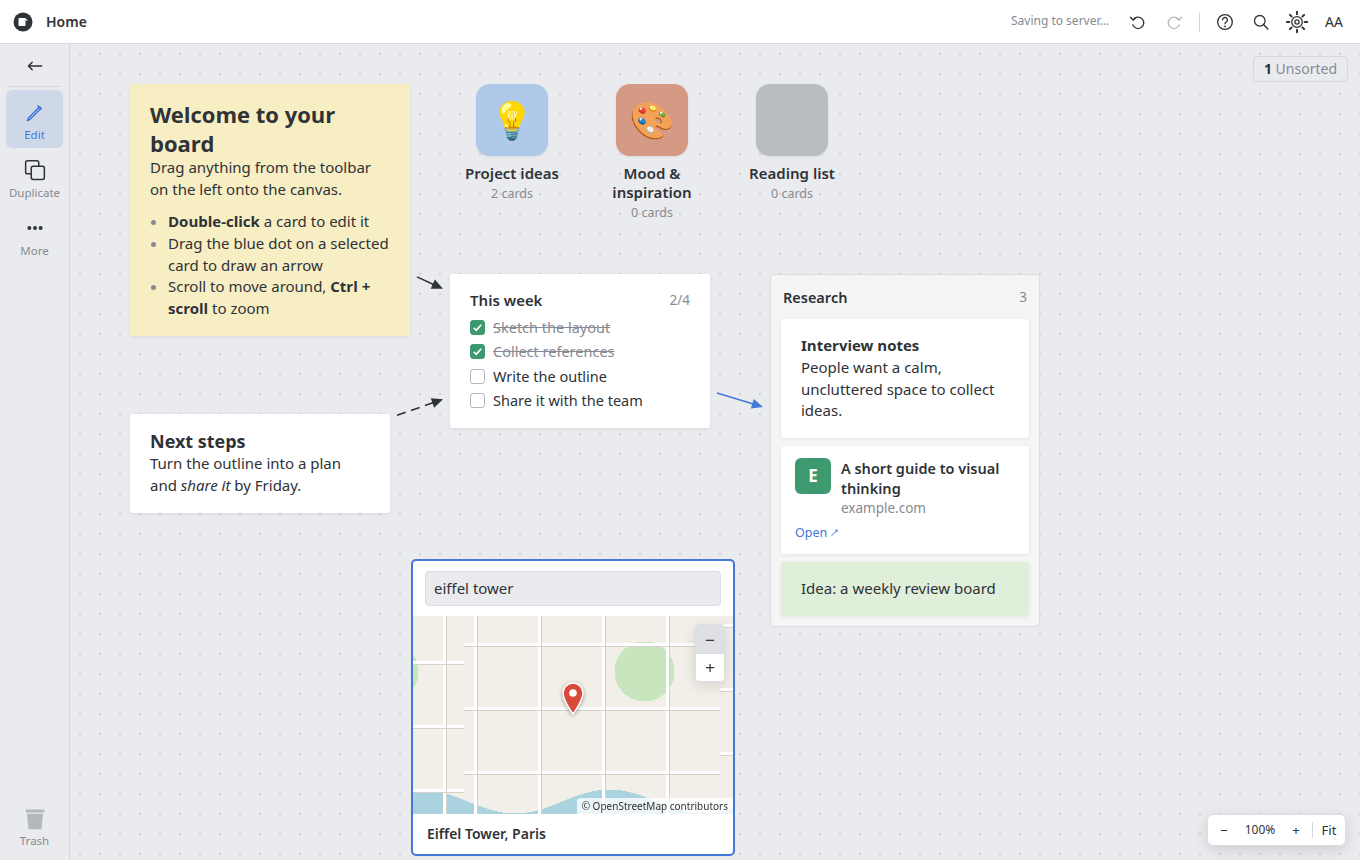 Home
Saving to server...
AA
1 Unsorted
Edit
Duplicate
More
Trash
Welcome to your
board
Drag anything from the toolbar
on the left onto the canvas.
Double-click a card to edit it
Drag the blue dot on a selected
card to draw an arrow
Scroll to move around, Ctrl +
scroll to zoom
Project ideas
2 cards
Mood &
inspiration
0 cards
Reading list
0 cards
This week 2/4
Sketch the layout
Collect references
Write the outline
Share it with the team
Next steps
Turn the outline into a plan
and share it by Friday.
Research 3
Interview notes
People want a calm,
uncluttered space to collect
ideas.
E
A short guide to visual
thinking
example.com
Open ↗
Idea: a weekly review board
eiffel tower
−
+
© OpenStreetMap contributors
Eiffel Tower, Paris
− 100% + Fit